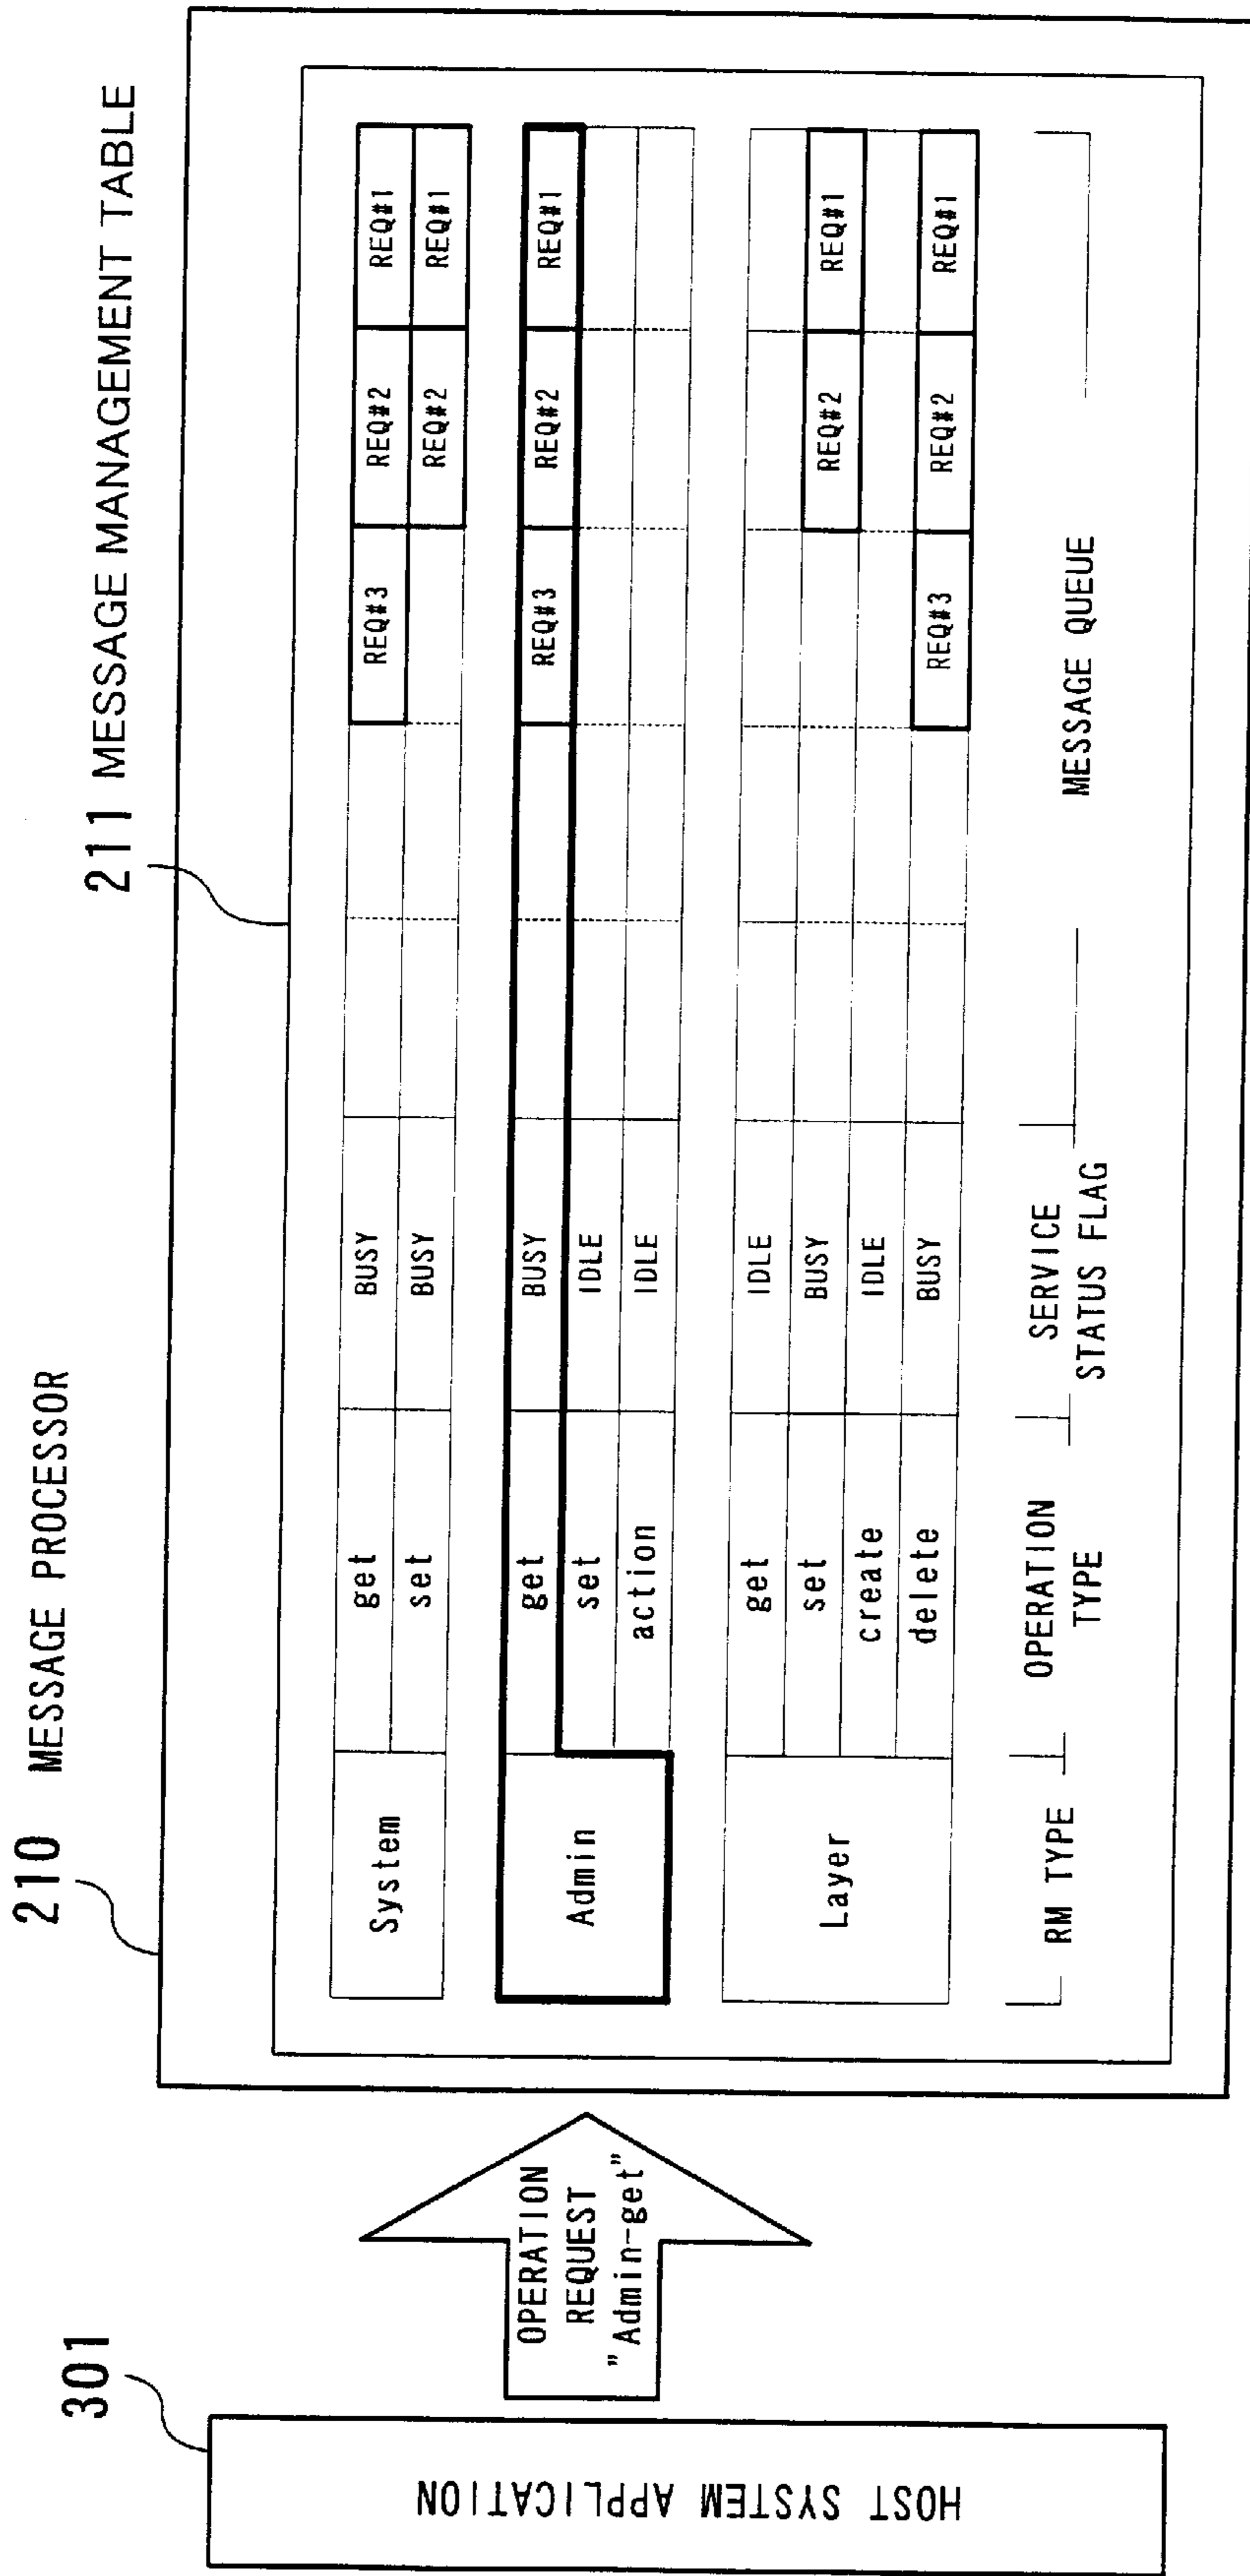 301
HOST SYSTEM APPLICATION
OPERATION
REQUEST
"Admin-get"
210 MESSAGE PROCESSOR
211 MESSAGE MANAGEMENT TABLE
System
get BUSY REQ#3 REQ#2 REQ#1
set BUSY REQ#2 REQ#1
Admin
get BUSY REQ#3 REQ#2 REQ#1
set IDLE
action IDLE
Layer
get IDLE
set BUSY REQ#2 REQ#1
create IDLE
delete BUSY REQ#3 REQ#2 REQ#1
RM TYPE
OPERATION
TYPE
SERVICE
STATUS FLAG
MESSAGE QUEUE